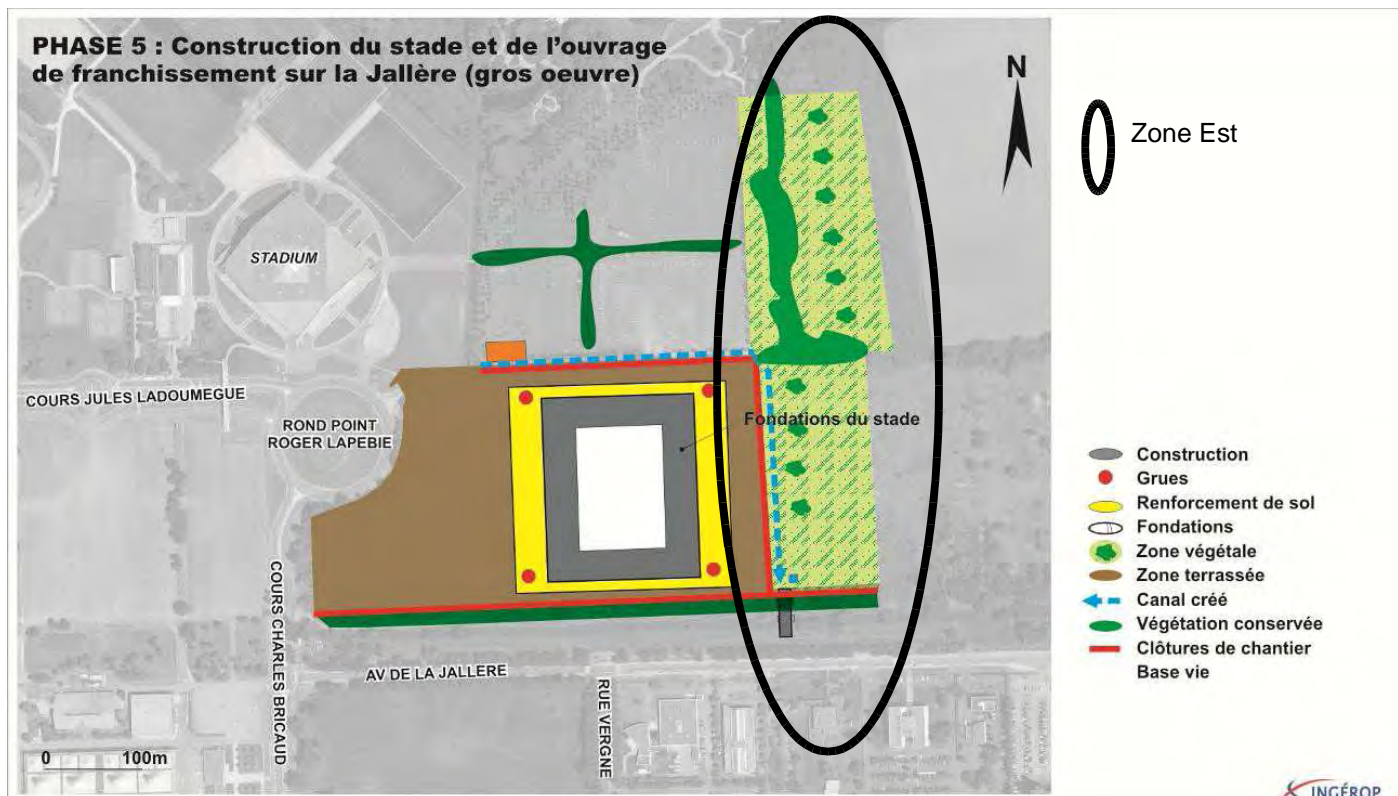 PHASE 5 : Construction du stade et de l'ouvrage
de franchissement sur la Jallère (gros oeuvre)
N
Zone Est
STADIUM
COURS JULES LADOUMEGUE
ROND POINT
ROGER LAPEBIE
Fondations du stade
COURS CHARLES BRICAUD
AV DE LA JALLERE
RUE VERGNE
0 100m
Construction
Grues
Renforcement de sol
Fondations
Zone végétale
Zone terrassée
Canal créé
Végétation conservée
Clôtures de chantier
Base vie
INGÉROP